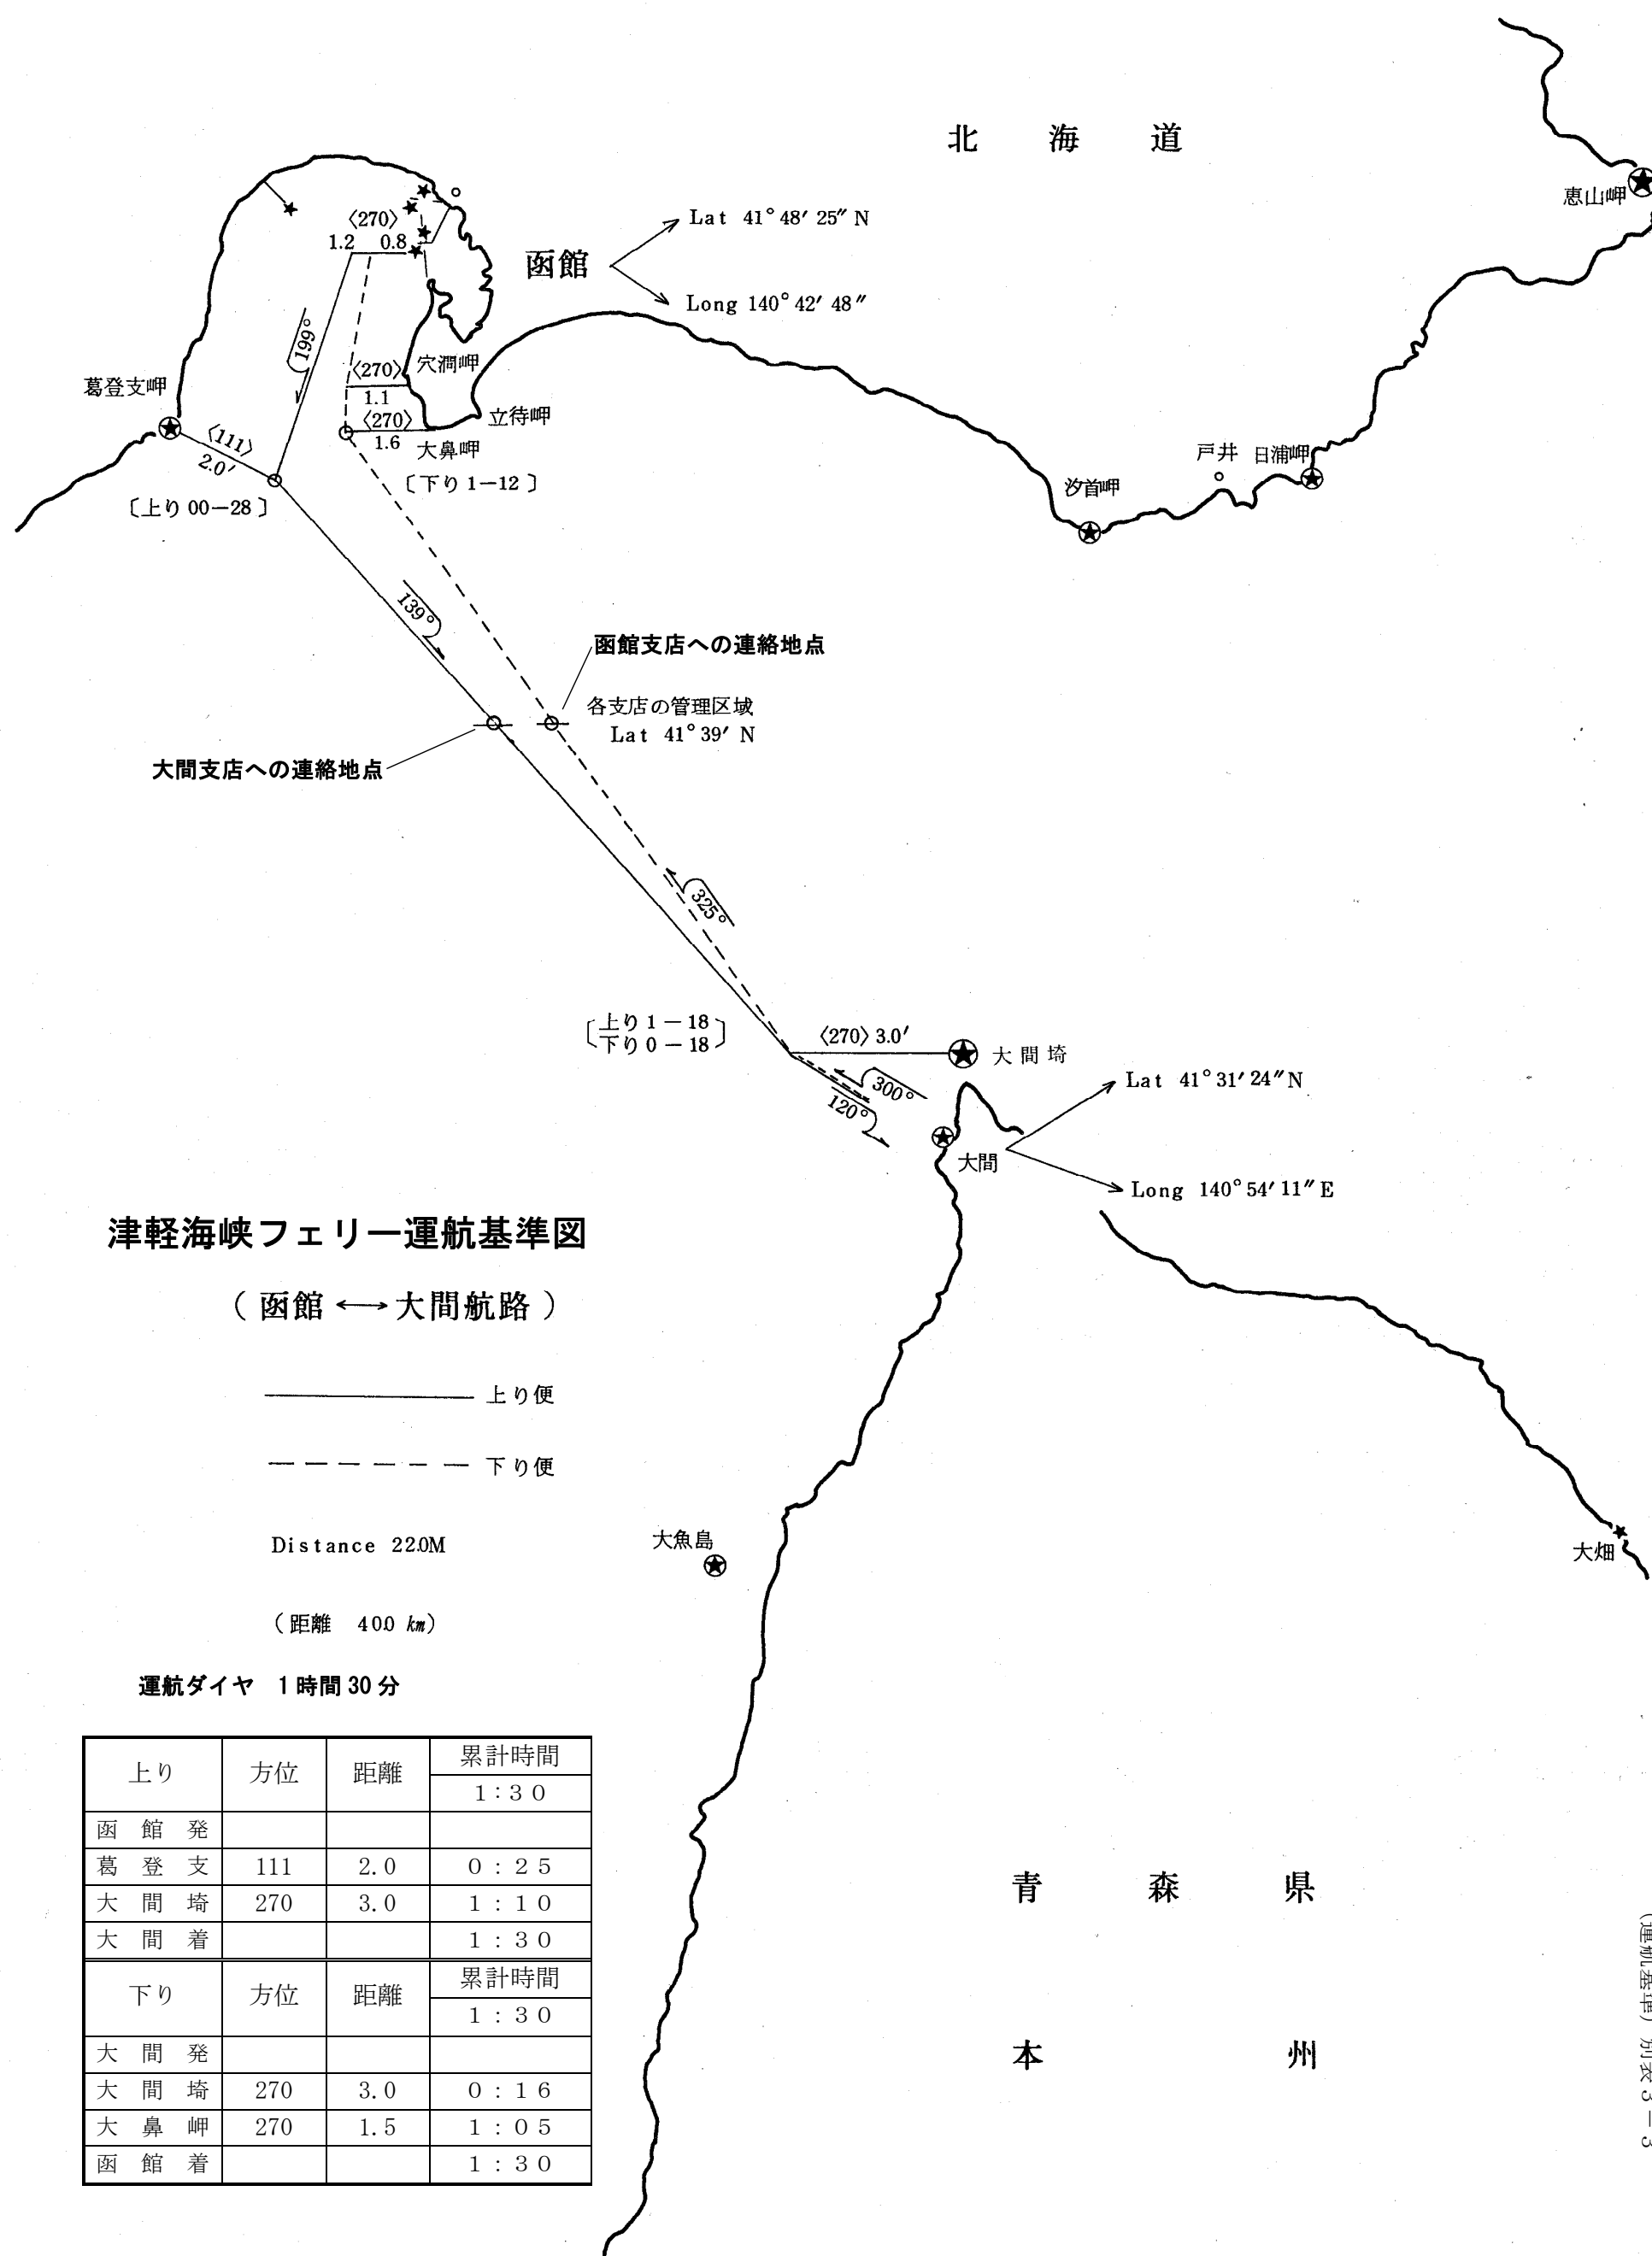 北海道
恵山岬
〈270〉
1.2 0.8
函館
Lat 41°48′25″N
Long 140°42′48″
199°
葛登支岬
〈111〉
2.0′
〔上り00−28〕
〈270〉
1.1
穴澗岬
〈270〉
1.6
大鼻岬
立待岬
〔下り1−12〕
汐首岬
戸井
日浦岬
139°
函館支店への連絡地点
各支店の管理区域
Lat 41°39′N
大間支店への連絡地点
325°
上り1−18
下り0−18
〈270〉3.0′
大間埼
300°
120°
大間
Lat 41°31′24″N
Long 140°54′11″E
津軽海峡フェリー運航基準図
(函館⟷大間航路)
上り便
下り便
Distance 22.0M
(距離 40.0km)
運航ダイヤ 1時間30分
大魚島
大畑
上り 方位 距離 累計時間
1:30
函館発
葛登支 111 2.0 0:25
大間埼 270 3.0 1:10
大間着 1:30
下り 方位 距離 累計時間
1:30
大間発
大間埼 270 3.0 0:16
大鼻岬 270 1.5 1:05
函館着 1:30
青森県
本州
(運航基準)別表3−3